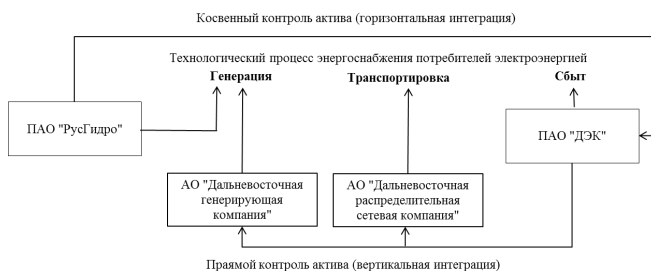 Косвенный контроль актива (горизонтальная интеграция)
Технологический процесс энергоснабжения потребителей электроэнергией
Генерация
Транспортировка
Сбыт
ПАО "РусГидро"
ПАО "ДЭК"
АО "Дальневосточная
генерирующая
компания"
АО "Дальневосточная
распределительная
сетевая компания"
Праямой контроль актива (вертикальная интеграция)